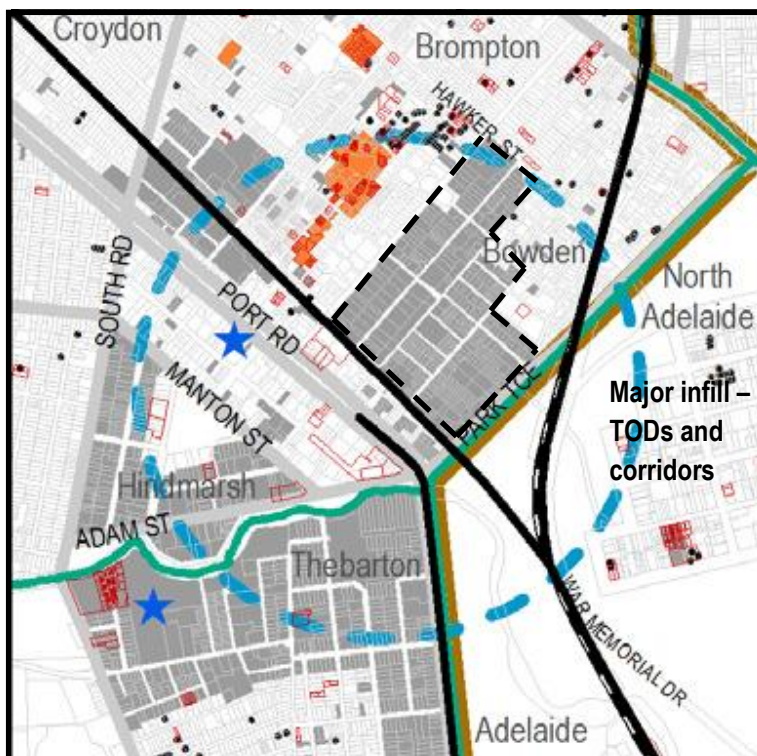 Croydon
Brompton
HAWKER ST
Bowden
North
Adelaide
SOUTH RD
PORT RD
MANTON ST
PARK TCE
Major infill –
TODs and
corridors
Hindmarsh
ADAM ST
Thebarton
WAR MEMORIAL DR
Adelaide